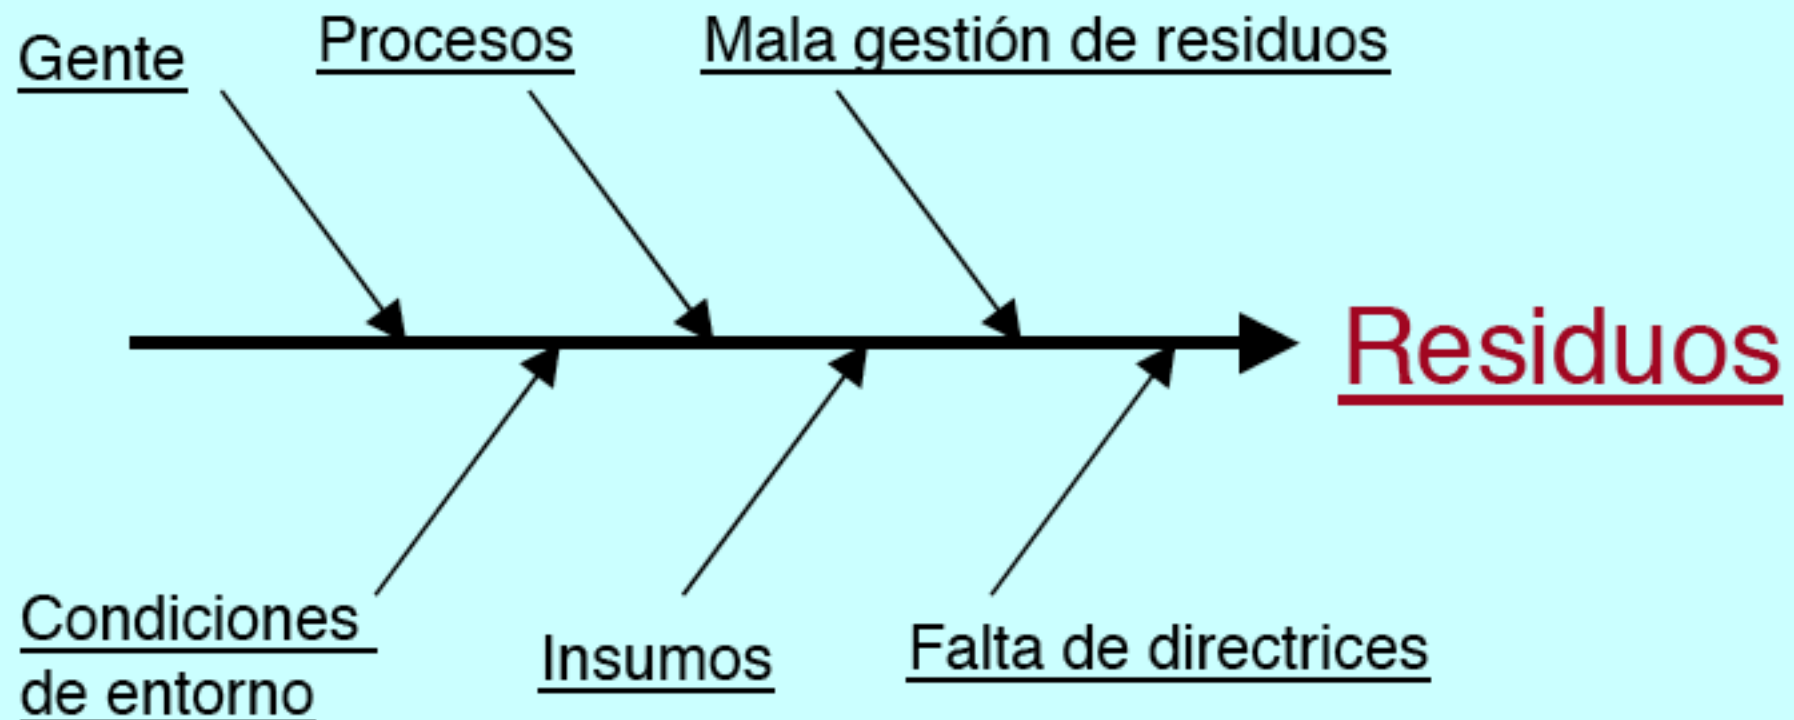 Gente
Procesos
Mala gestión de residuos
Residuos
Condiciones
de entorno
Insumos
Falta de directrices